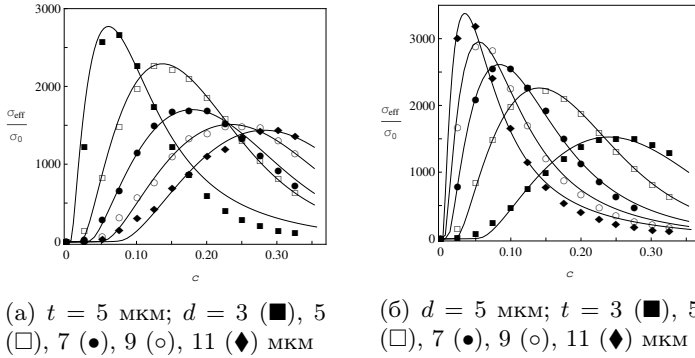 3000
2000
1000
0
σeff
σ0
0.00 0.10 0.20 0.30
c
3000
2000
1000
0
σeff
σ0
0.00 0.10 0.20 0.30
c
(а) t = 5 мкм; d = 3 (■), 5
(□), 7 (●), 9 (○), 11 (♦) мкм
(б) d = 5 мкм; t = 3 (■), 5
(□), 7 (●), 9 (○), 11 (♦) мкм